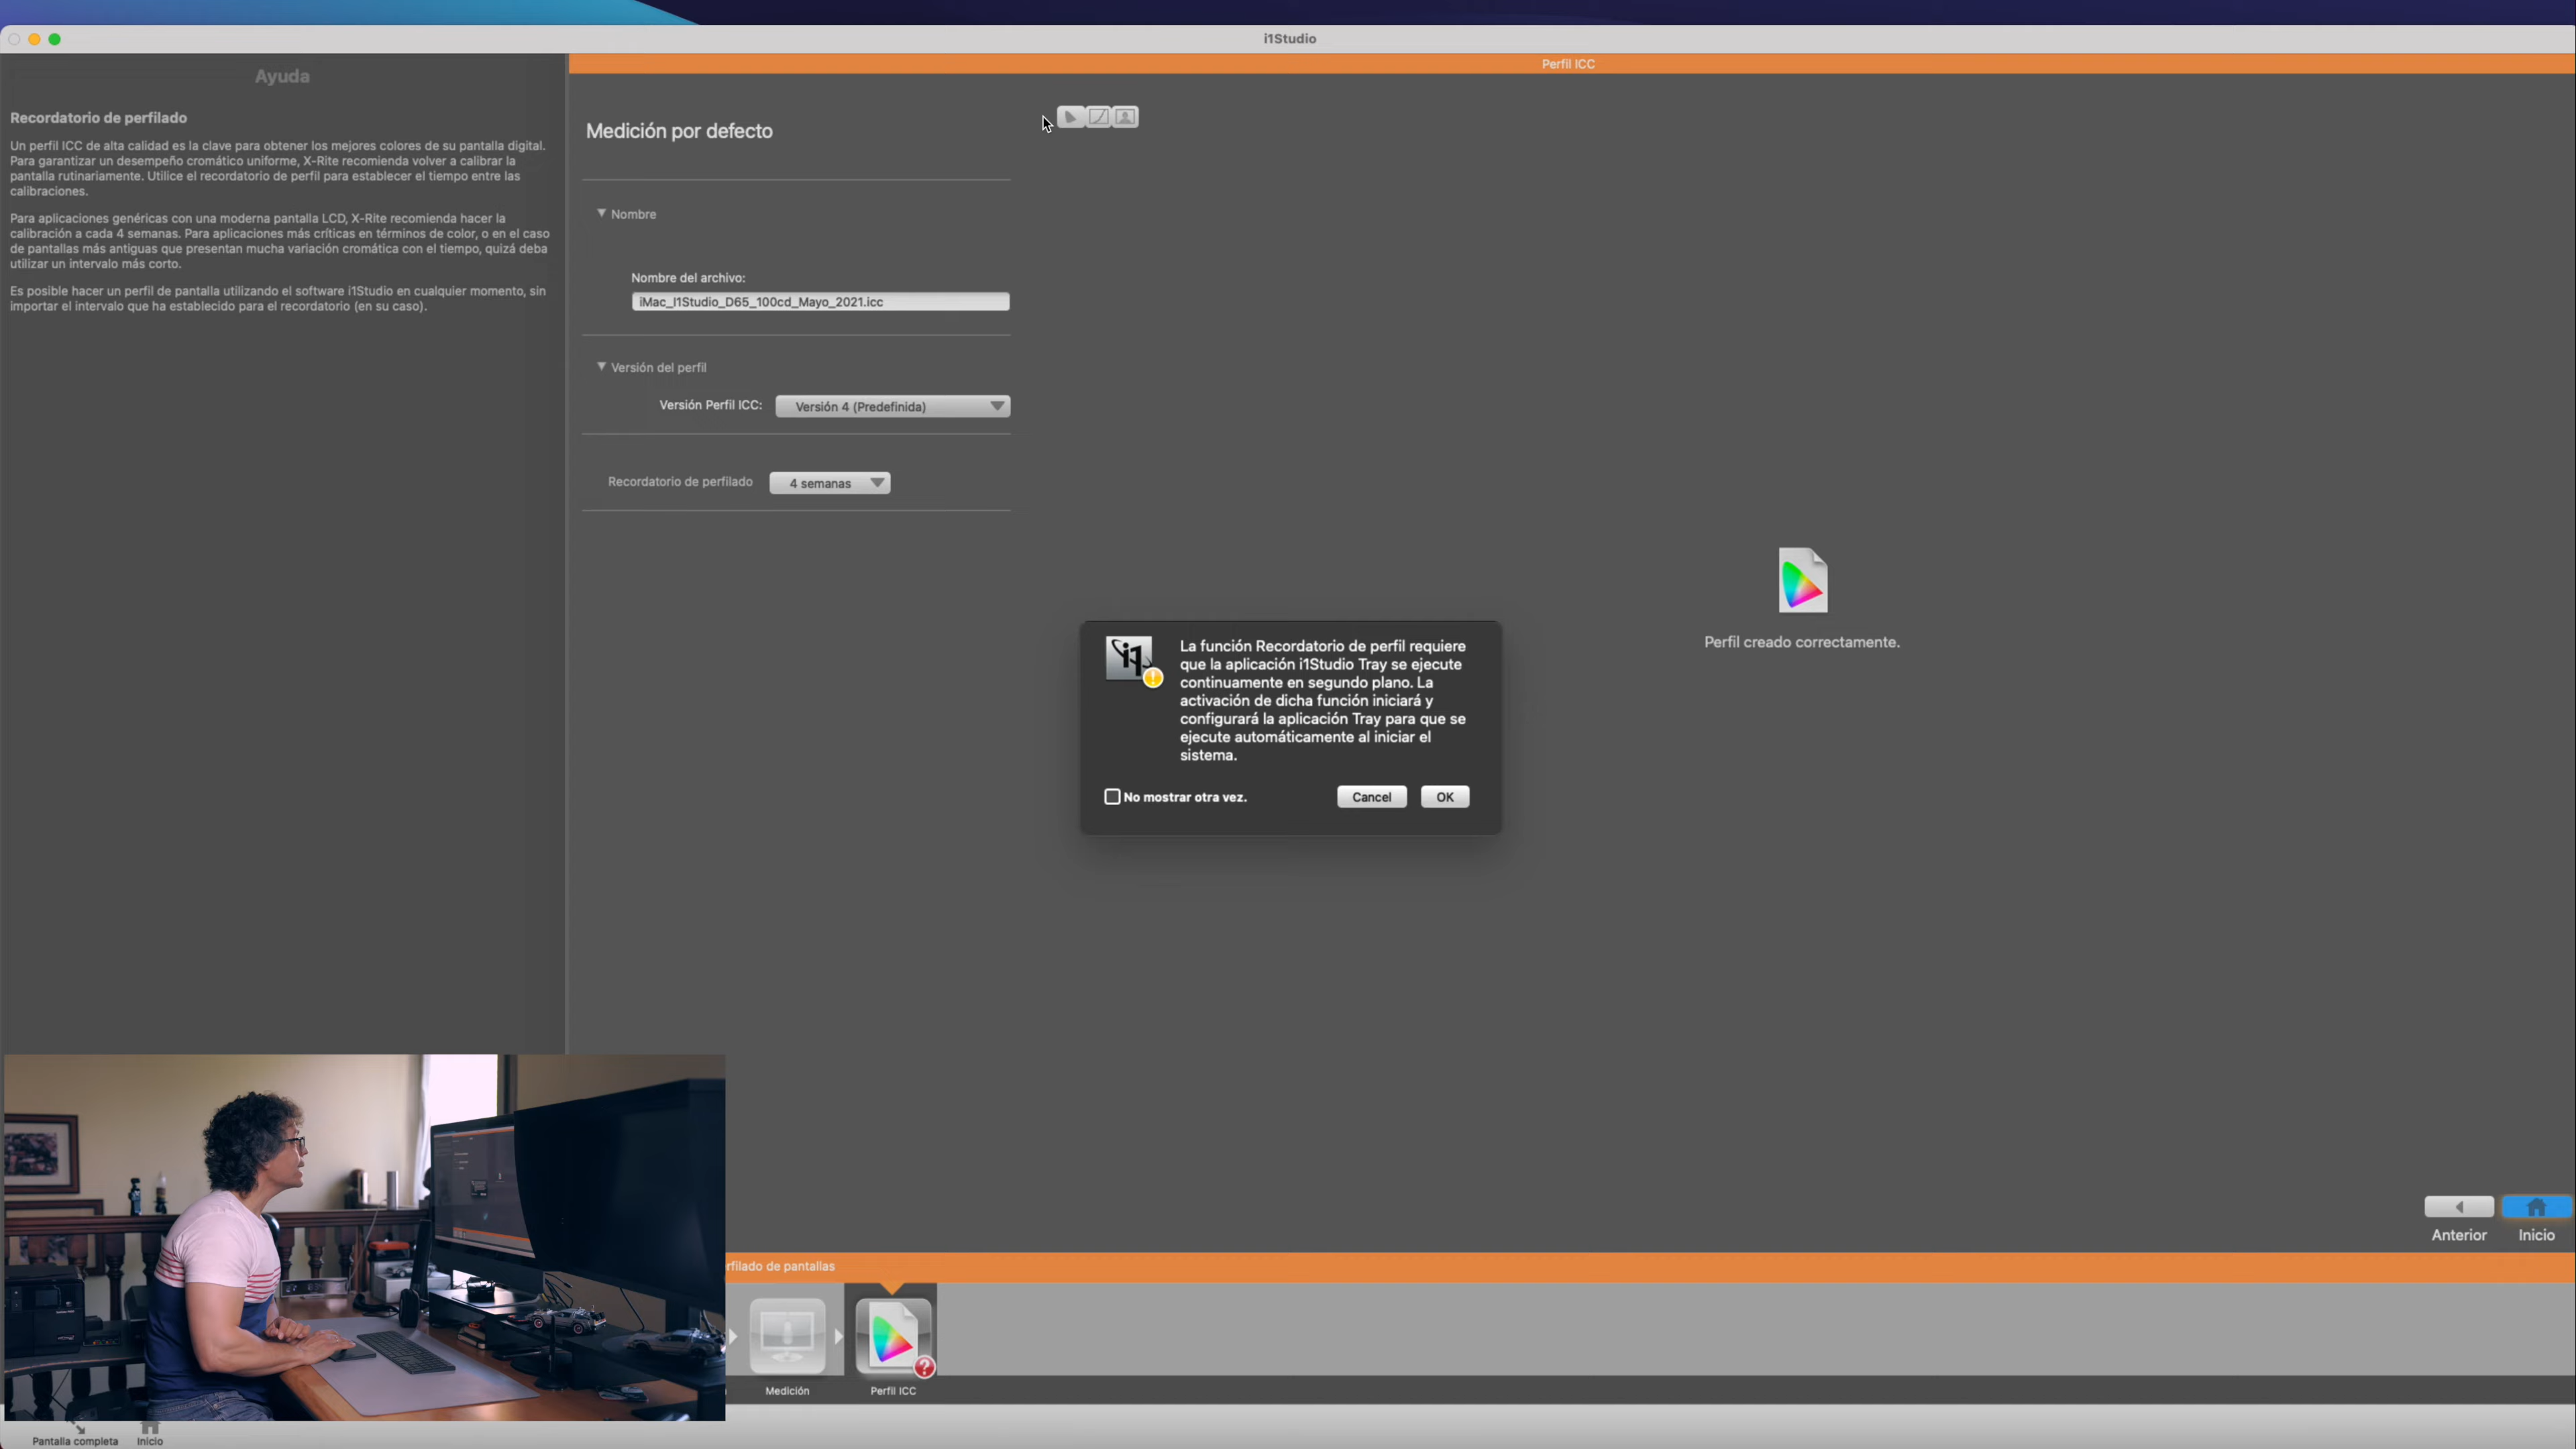 i1Studio
Ayuda
Recordatorio de perfilado
Un perfil ICC de alta calidad es la clave para obtener los mejores colores de su pantalla digital.
Para garantizar un desempeño cromático uniforme, X-Rite recomienda volver a calibrar la
pantalla rutinariamente. Utilice el recordatorio de perfil para establecer el tiempo entre las
calibraciones.
Para aplicaciones genéricas con una moderna pantalla LCD, X-Rite recomienda hacer la
calibración a cada 4 semanas. Para aplicaciones más críticas en términos de color, o en el caso
de pantallas más antiguas que presentan mucha variación cromática con el tiempo, quizá deba
utilizar un intervalo más corto.
Es posible hacer un perfil de pantalla utilizando el software i1Studio en cualquier momento, sin
importar el intervalo que ha establecido para el recordatorio (en su caso).
Perfil ICC
Medición por defecto
Nombre
Nombre del archivo:
iMac_I1Studio_D65_100cd_Mayo_2021.icc
Versión del perfil
Versión Perfil ICC: Versión 4 (Predefinida)
Recordatorio de perfilado 4 semanas
Perfil creado correctamente.
i1
La función Recordatorio de perfil requiere
que la aplicación i1Studio Tray se ejecute
continuamente en segundo plano. La
activación de dicha función iniciará y
configurará la aplicación Tray para que se
ejecute automáticamente al iniciar el
sistema.
No mostrar otra vez. Cancel OK
Anterior Inicio
rfilado de pantallas
Medición Perfil ICC
Pantalla completa Inicio